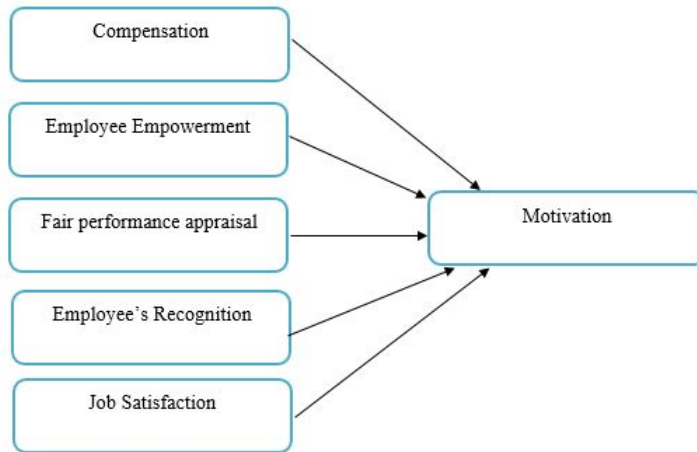 Compensation
Employee Empowerment
Fair performance appraisal
Motivation
Employee’s Recognition
Job Satisfaction